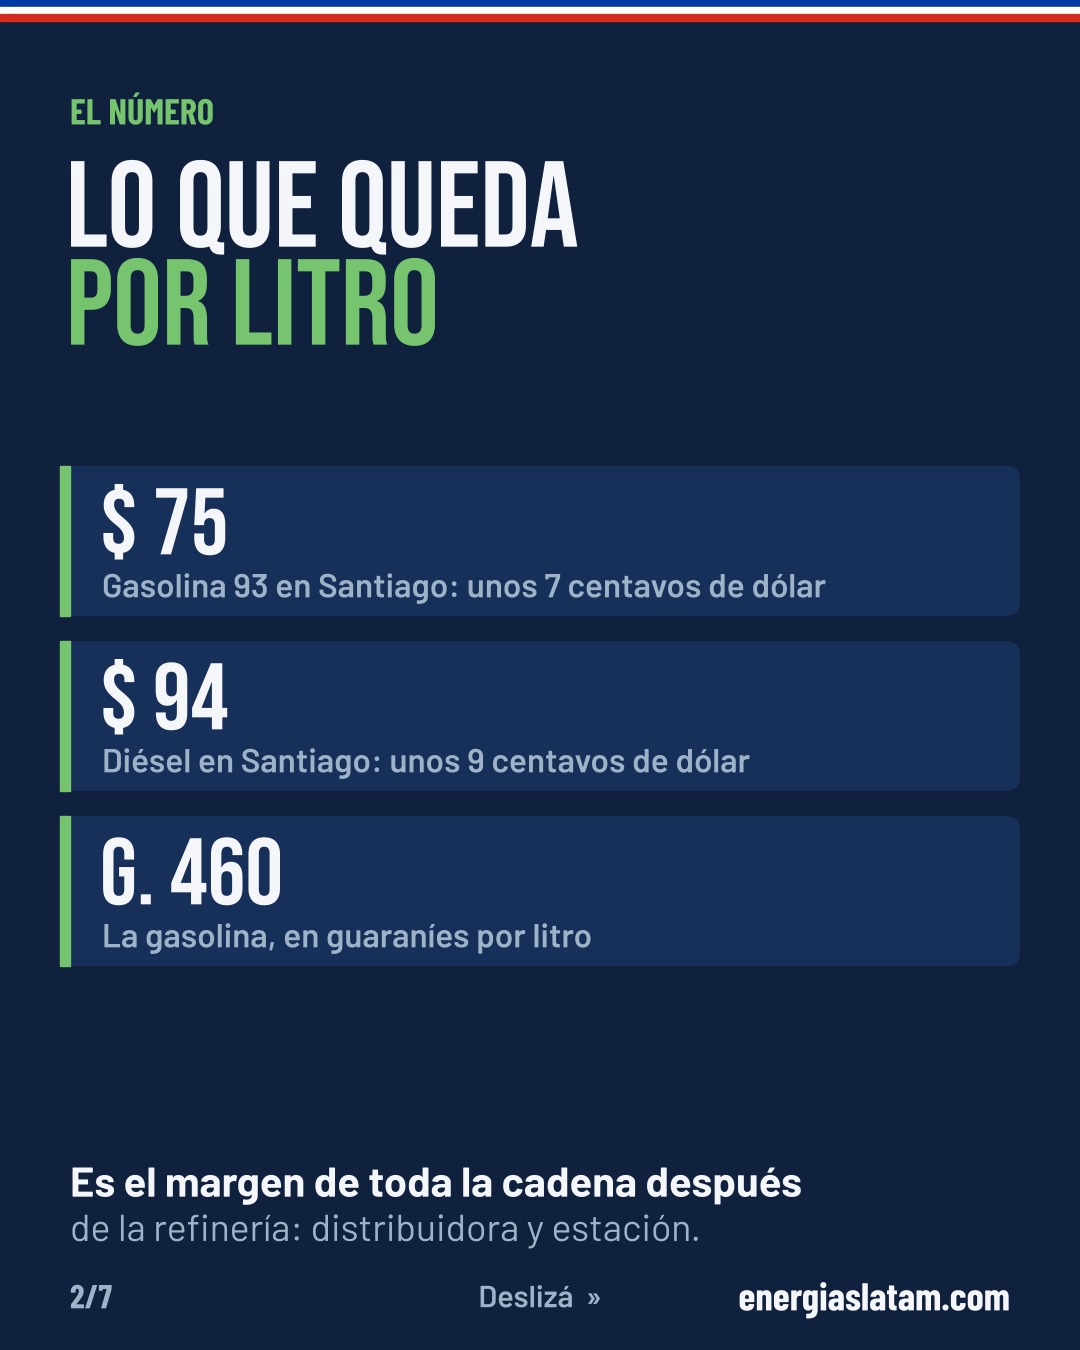 EL NÚMERO
LO QUE QUEDA
POR LITRO
$ 75
Gasolina 93 en Santiago: unos 7 centavos de dólar
$ 94
Diésel en Santiago: unos 9 centavos de dólar
G. 460
La gasolina, en guaraníes por litro
Es el margen de toda la cadena después
de la refinería: distribuidora y estación.
2/7
Deslizá »
energiaslatam.com